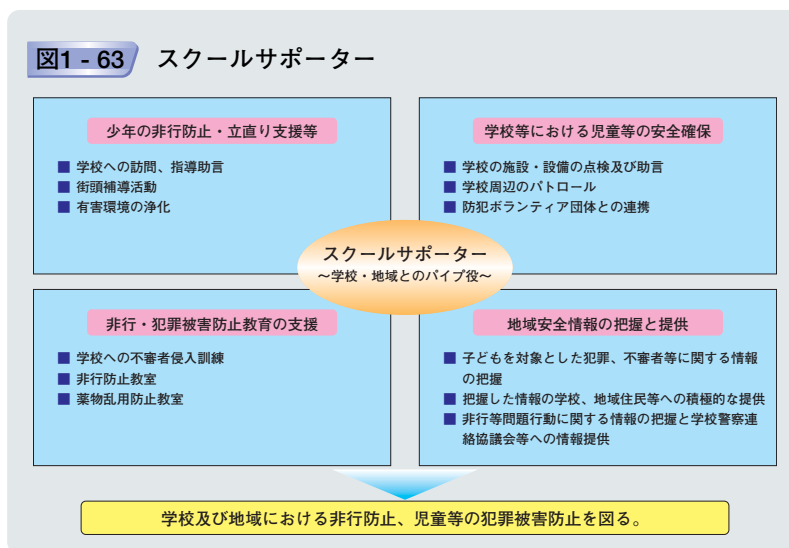 図1-63 スクールサポーター
少年の非行防止・立直り支援等
■ 学校への訪問、指導助言
■ 街頭補導活動
■ 有害環境の浄化
学校等における児童等の安全確保
■ 学校の施設・設備の点検及び助言
■ 学校周辺のパトロール
■ 防犯ボランティア団体との連携
スクールサポーター
～学校・地域とのパイプ役～
非行・犯罪被害防止教育の支援
■ 学校への不審者侵入訓練
■ 非行防止教室
■ 薬物乱用防止教室
地域安全情報の把握と提供
■ 子どもを対象とした犯罪、不審者等に関する情報
の把握
■ 把握した情報の学校、地域住民等への積極的な提供
■ 非行等問題行動に関する情報の把握と学校警察連
絡協議会等への情報提供
学校及び地域における非行防止、児童等の犯罪被害防止を図る。